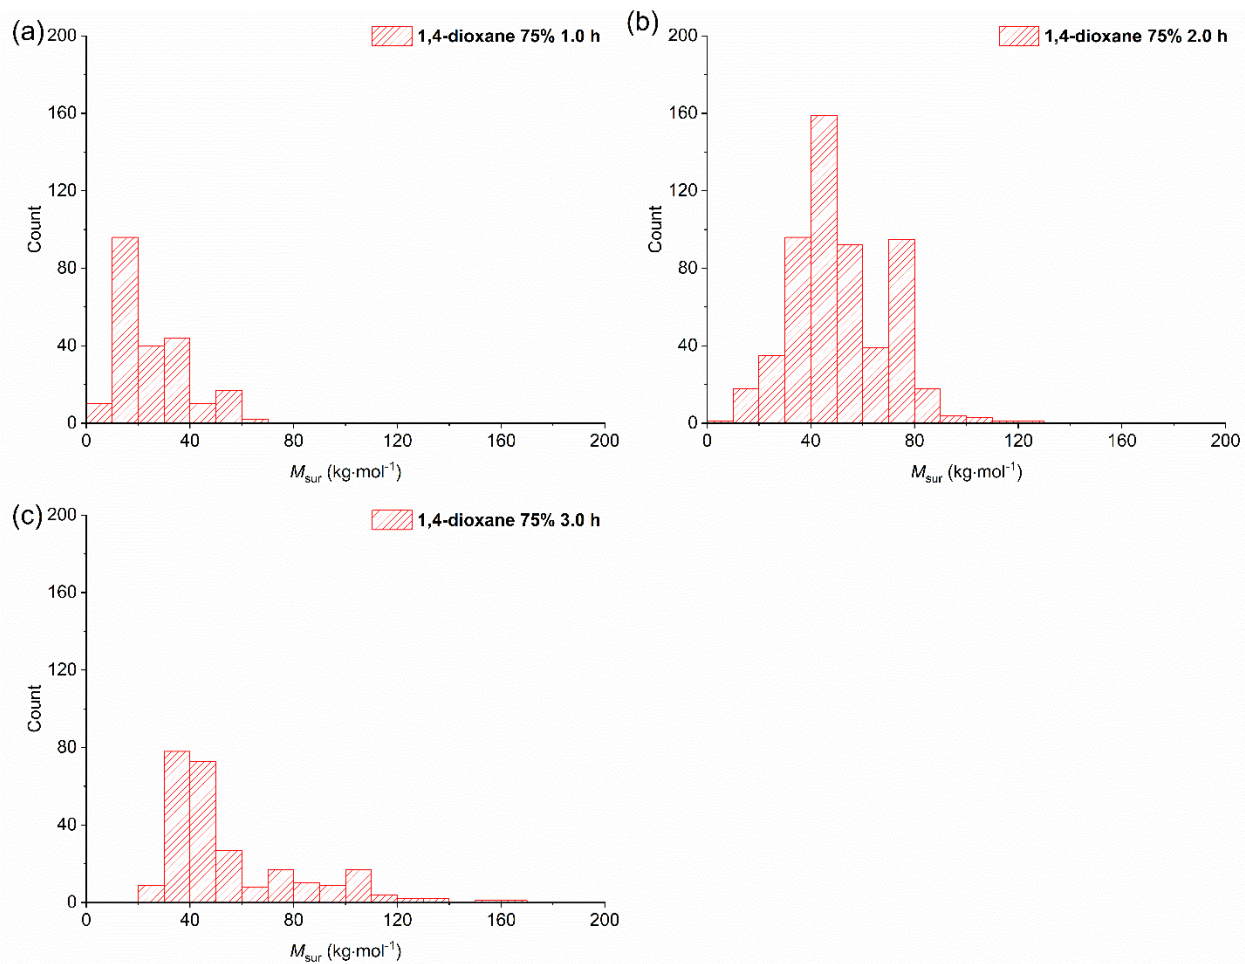 (a)
1,4-dioxane 75% 1.0 h
200
160
120
80
40
0
Count
0 40 80 120 160 200
Msur (kg·mol⁻¹)
(b)
1,4-dioxane 75% 2.0 h
200
160
120
80
40
0
Count
0 40 80 120 160 200
Msur (kg·mol⁻¹)
(c)
1,4-dioxane 75% 3.0 h
200
160
120
80
40
0
Count
0 40 80 120 160 200
Msur (kg·mol⁻¹)